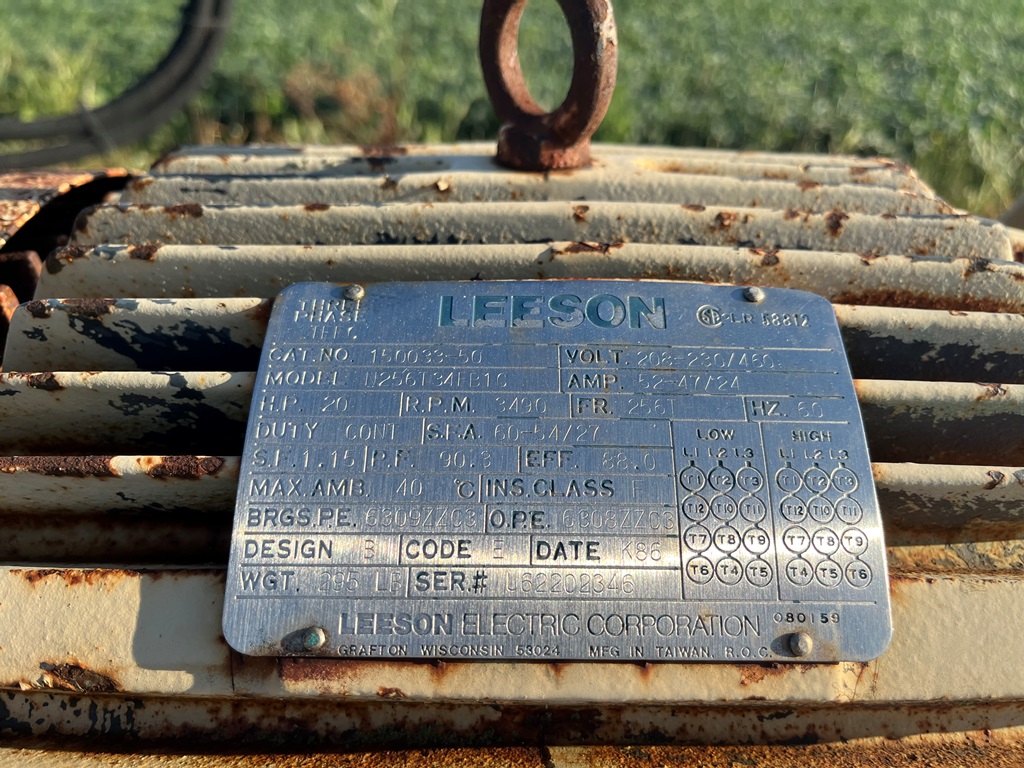 THREE PHASE TEFC LEESON LR 58812
CAT.NO. 150033-50 VOLT. 208-230/460
MODEL N256T34FB1C AMP. 52-47/24
H.P. 20 R.P.M. 3490 FR. 256T HZ. 60
DUTY CONT S.F.A. 60-54/27 LOW HIGH
S.F. 1.15 P.F. 90.3 EFF. 88.0 L1 L2 L3 L1 L2 L3
MAX. AMB. 40 °C INS. CLASS F T1 T2 T3 T1 T2 T3
BRGS P.E. 6309ZZC3 O.P.E. 6308ZZC3 T12 T10 T11 T12 T10 T11
DESIGN B CODE E DATE K86 T7 T8 T9 T7 T8 T9
WGT. 295 LB SER.# U62202346 T6 T4 T5 T4 T5 T6
LEESON ELECTRIC CORPORATION 080159
GRAFTON WISCONSIN 53024 MFG IN TAIWAN, R.O.C.